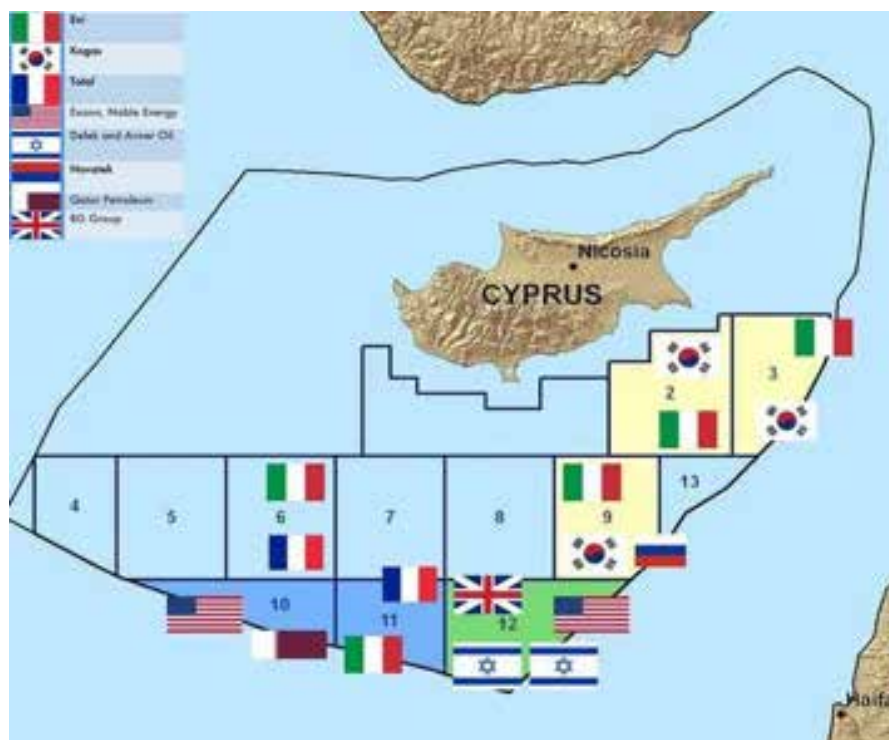 Eni
Kogas
Total
Exxon, Noble Energy
Delek and Avner Oil
Novatek
Qatar Petroleum
BG Group
Nicosia
CYPRUS
3
2
13
4
5
6
7
8
9
10
11
12
Haifa